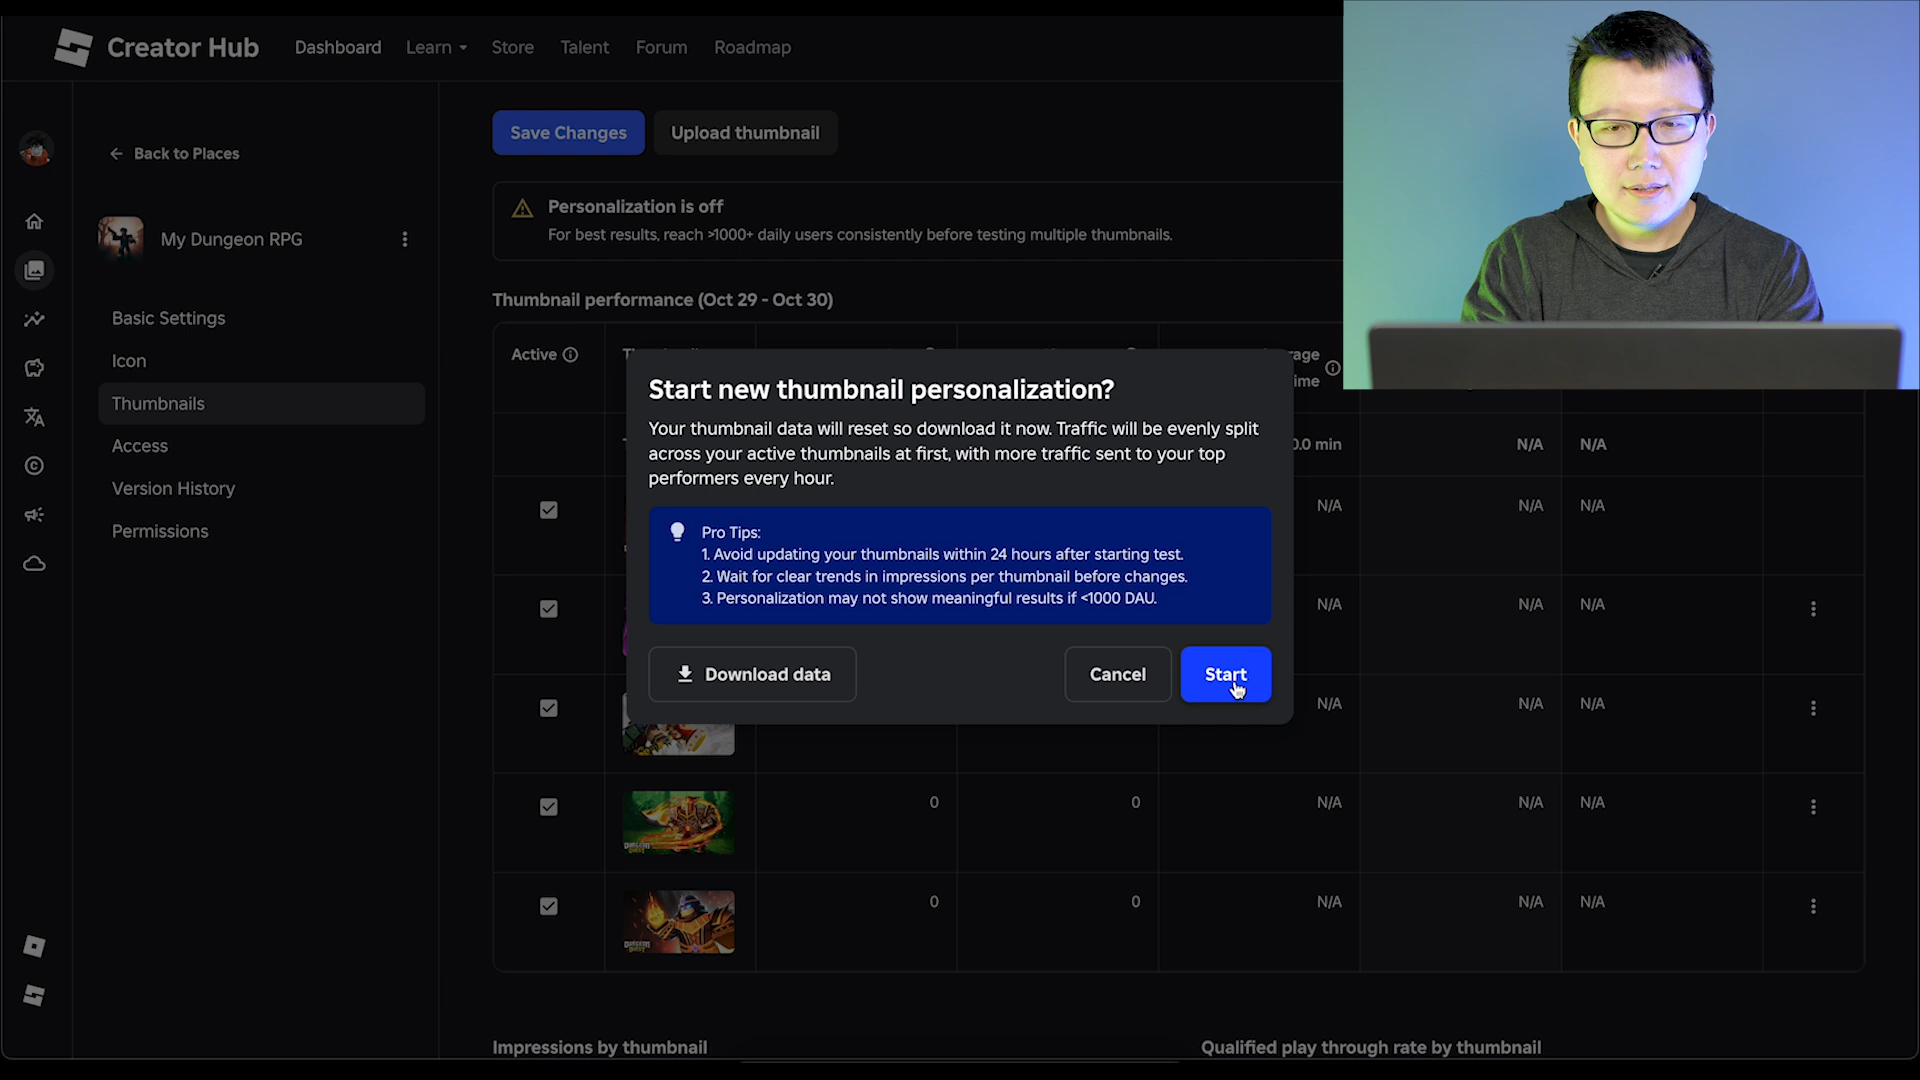 Creator Hub
Dashboard
Learn
Store
Talent
Forum
Roadmap
Back to Places
My Dungeon RPG
Basic Settings
Icon
Thumbnails
Access
Version History
Permissions
Save Changes
Upload thumbnail
Personalization is off
For best results, reach >1000+ daily users consistently before testing multiple thumbnails.
Thumbnail performance (Oct 29 - Oct 30)
Active
Start new thumbnail personalization?
Your thumbnail data will reset so download it now. Traffic will be evenly split
across your active thumbnails at first, with more traffic sent to your top
performers every hour.
Pro Tips:
1. Avoid updating your thumbnails within 24 hours after starting test.
2. Wait for clear trends in impressions per thumbnail before changes.
3. Personalization may not show meaningful results if <1000 DAU.
Download data
Cancel
Start
0.0 min N/A N/A
N/A N/A N/A
N/A N/A N/A
N/A N/A N/A
DUNGEON QUEST
0 0 N/A N/A N/A
DUNGEON QUEST
0 0 N/A N/A N/A
Impressions by thumbnail
Qualified play through rate by thumbnail